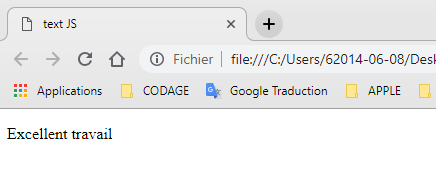 text JS
Fichier file:///C:/Users/62014-06-08/Desk
Applications CODAGE Google Traduction APPLE
Excellent travail